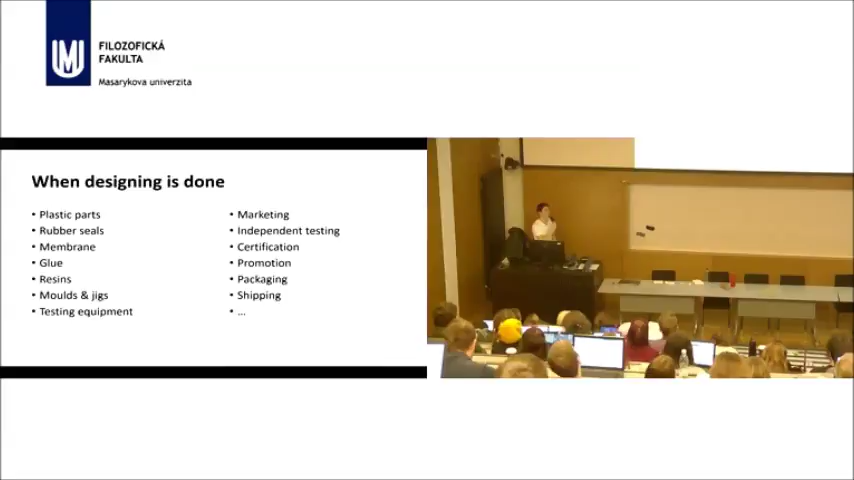 FILOZOFICKÁ
FAKULTA
Masarykova univerzita
When designing is done
• Plastic parts
• Rubber seals
• Membrane
• Glue
• Resins
• Moulds & jigs
• Testing equipment
• Marketing
• Independent testing
• Certification
• Promotion
• Packaging
• Shipping
• ...